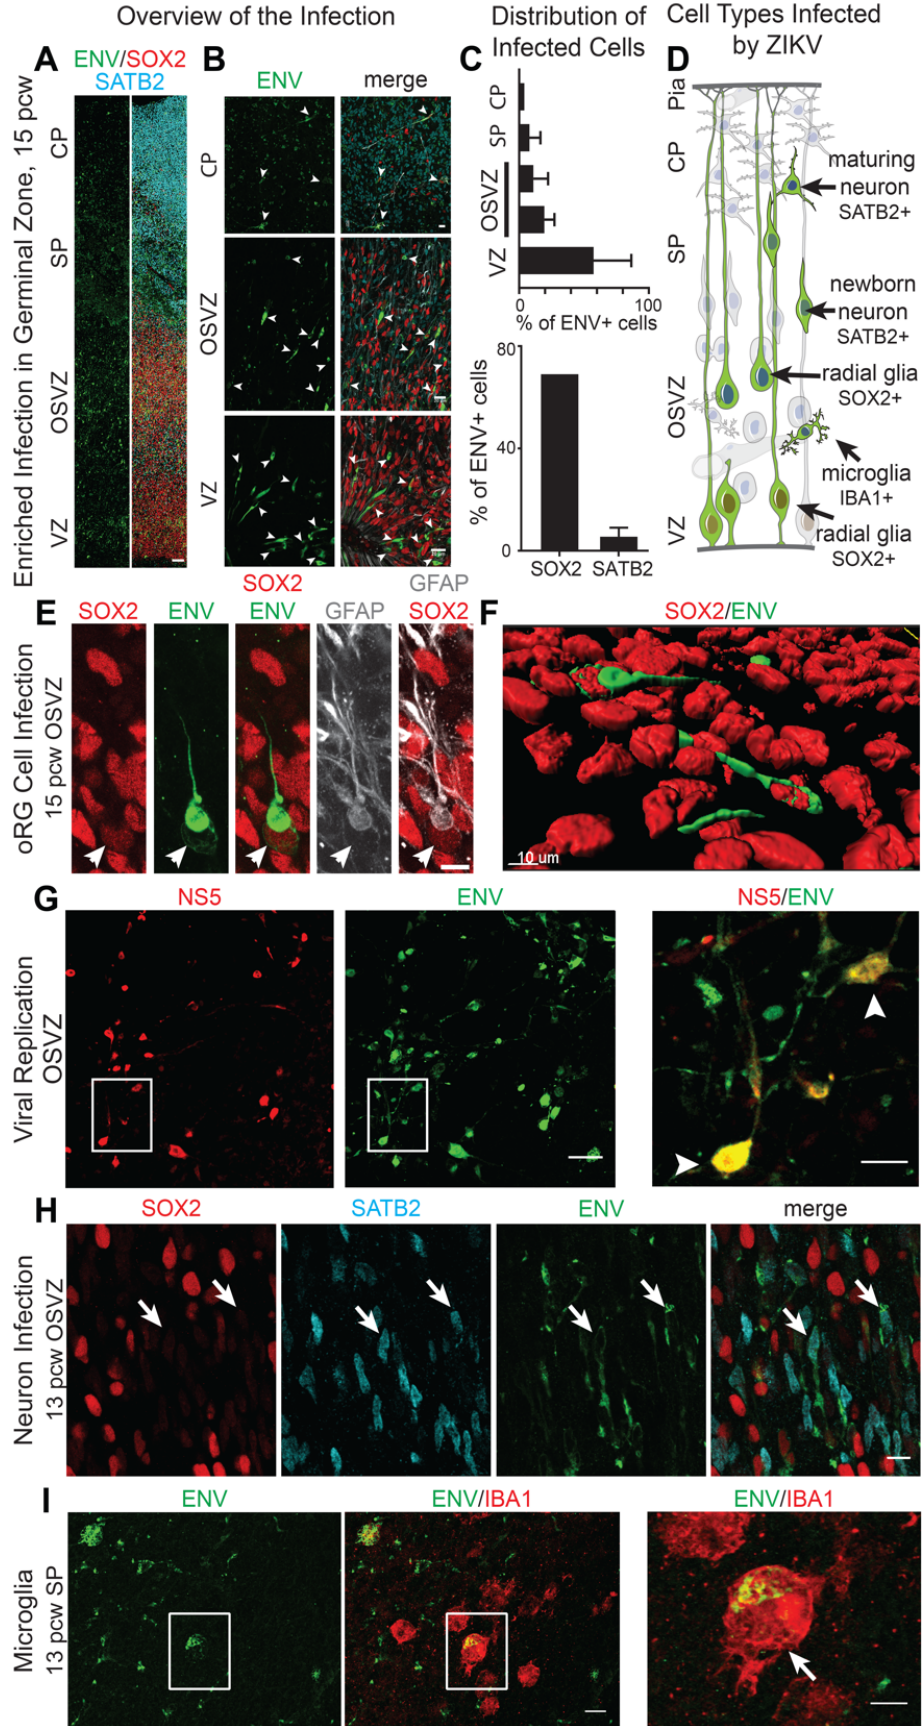 Overview of the Infection
Distribution of
Infected Cells
Cell Types Infected
by ZIKV
A
ENV/SOX2
SATB2
Enriched Infection in Germinal Zone, 15 pcw
CP
SP
OSVZ
VZ
B
ENV
merge
CP
OSVZ
VZ
C
CP
SP
OSVZ
VZ
0
100
% of ENV+ cells
80
40
0
% of ENV+ cells
SOX2
SATB2
D
Pia
CP
SP
OSVZ
VZ
maturing
neuron
SATB2+
newborn
neuron
SATB2+
radial glia
SOX2+
microglia
IBA1+
radial glia
SOX2+
E
oRG Cell Infection
15 pcw OSVZ
SOX2
ENV
SOX2
ENV
GFAP
GFAP
SOX2
F
SOX2/ENV
10 um
G
Viral Replication
OSVZ
NS5
ENV
NS5/ENV
H
Neuron Infection
13 pcw OSVZ
SOX2
SATB2
ENV
merge
I
Microglia
13 pcw SP
ENV
ENV/IBA1
ENV/IBA1